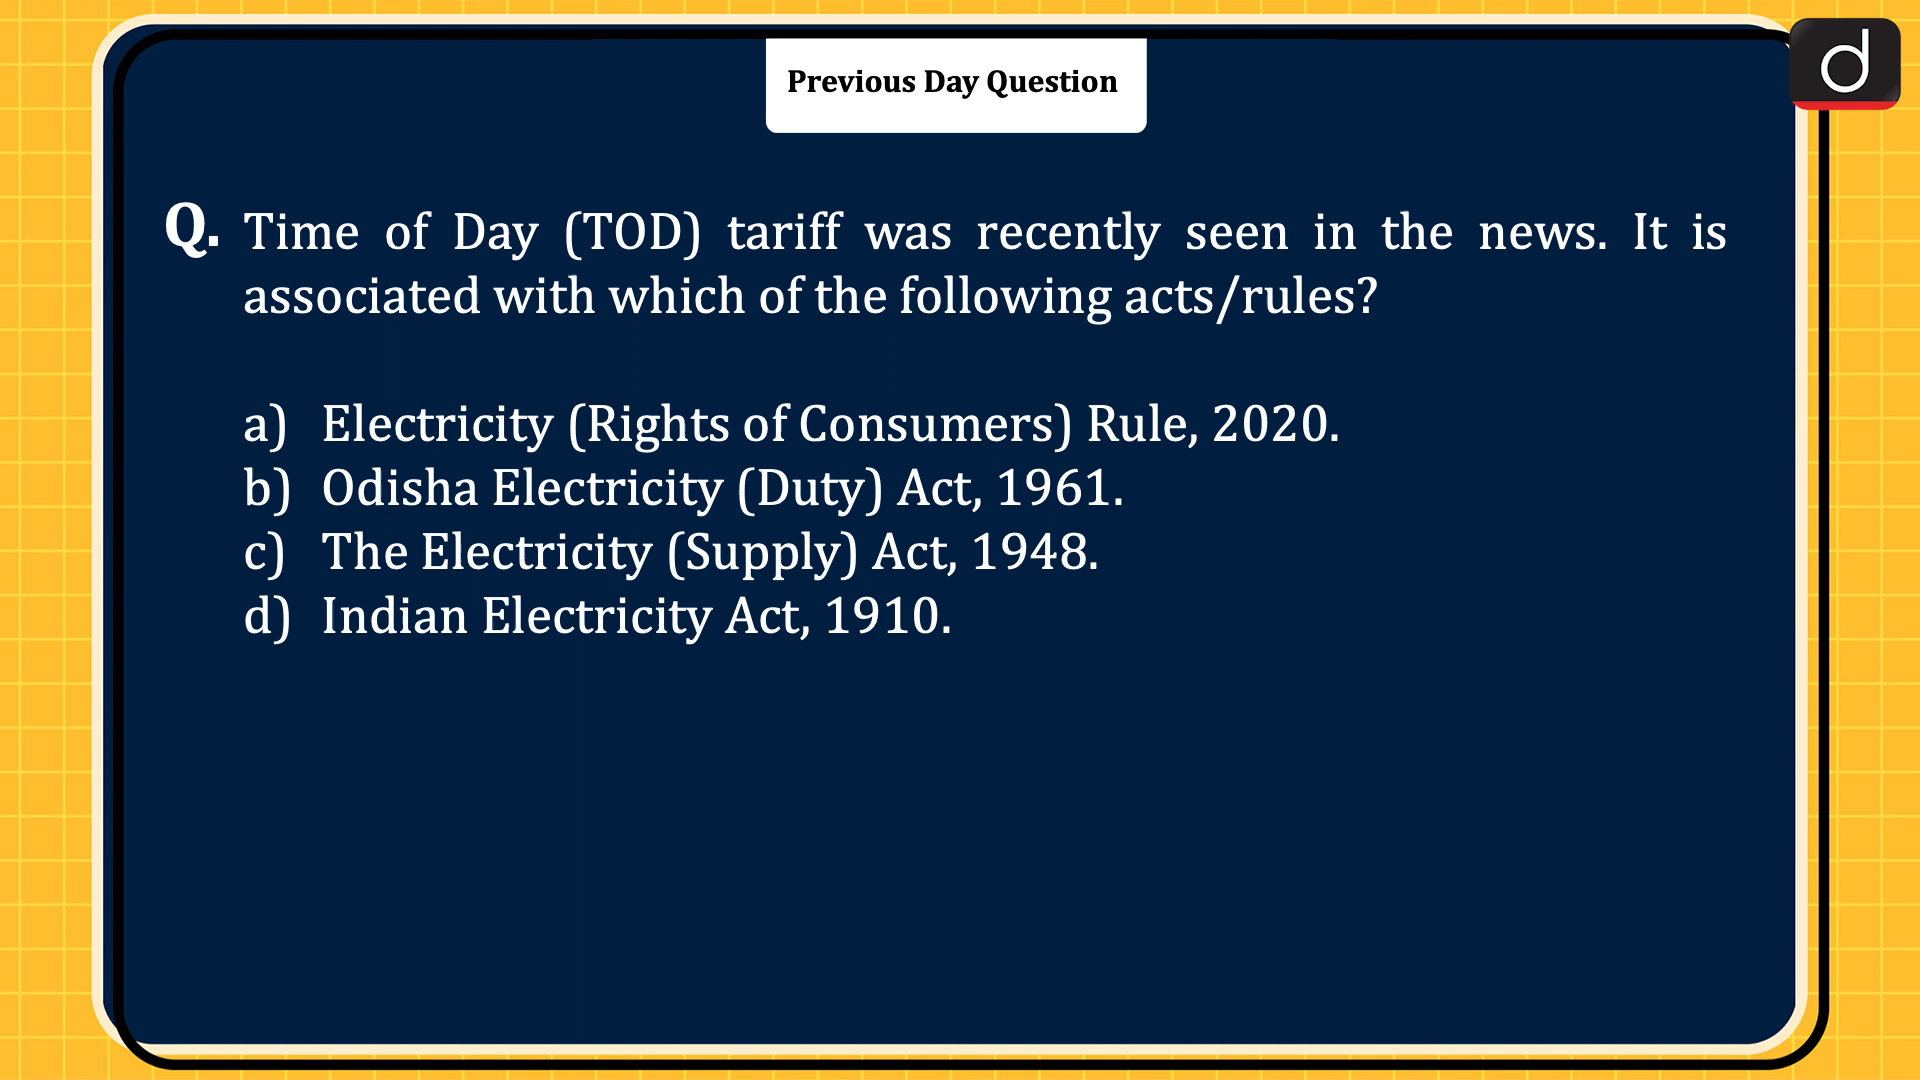 Previous Day Question
d
Q. Time of Day (TOD) tariff was recently seen in the news. It is
associated with which of the following acts/rules?
a) Electricity (Rights of Consumers) Rule, 2020.
b) Odisha Electricity (Duty) Act, 1961.
c) The Electricity (Supply) Act, 1948.
d) Indian Electricity Act, 1910.